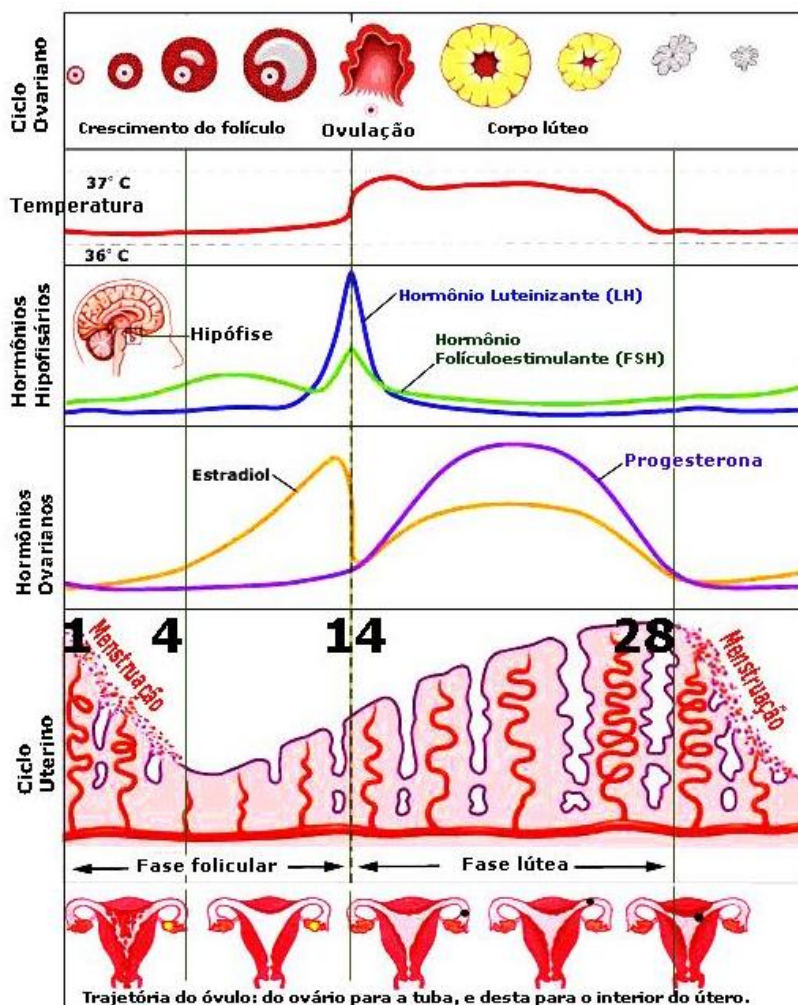 Ciclo
Ovariano
Crescimento do folículo
Ovulação
Corpo lúteo
37° C
Temperatura
36° C
Hormônios
Hipofisários
Hipófise
Hormônio Luteinizante (LH)
Hormônio
Folículoestimulante (FSH)
Hormônios
Ovarianos
Estradiol
Progesterona
1 4 14 28
Menstruação
Menstruação
Ciclo
Uterino
Fase folicular
Fase lútea
Trajetória do óvulo: do ovário para a tuba, e desta para o interior do útero.